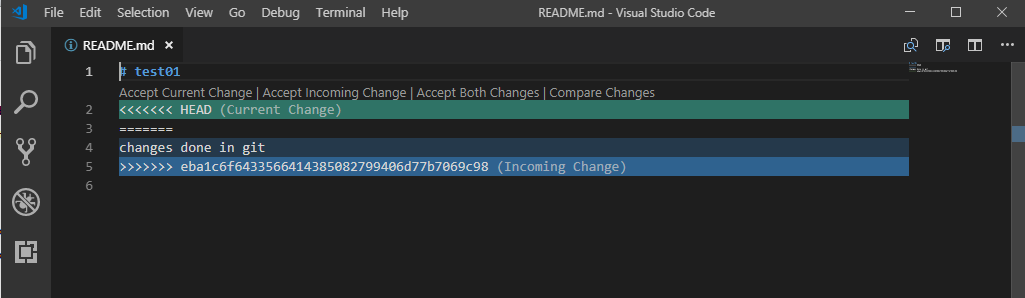 File Edit Selection View Go Debug Terminal Help README.md - Visual Studio Code
README.md
1 # test01
Accept Current Change | Accept Incoming Change | Accept Both Changes | Compare Changes
2 <<<<<<< HEAD (Current Change)
3 =======
4 changes done in git
5 >>>>>>> eba1c6f6433566414385082799406d77b7069c98 (Incoming Change)
6